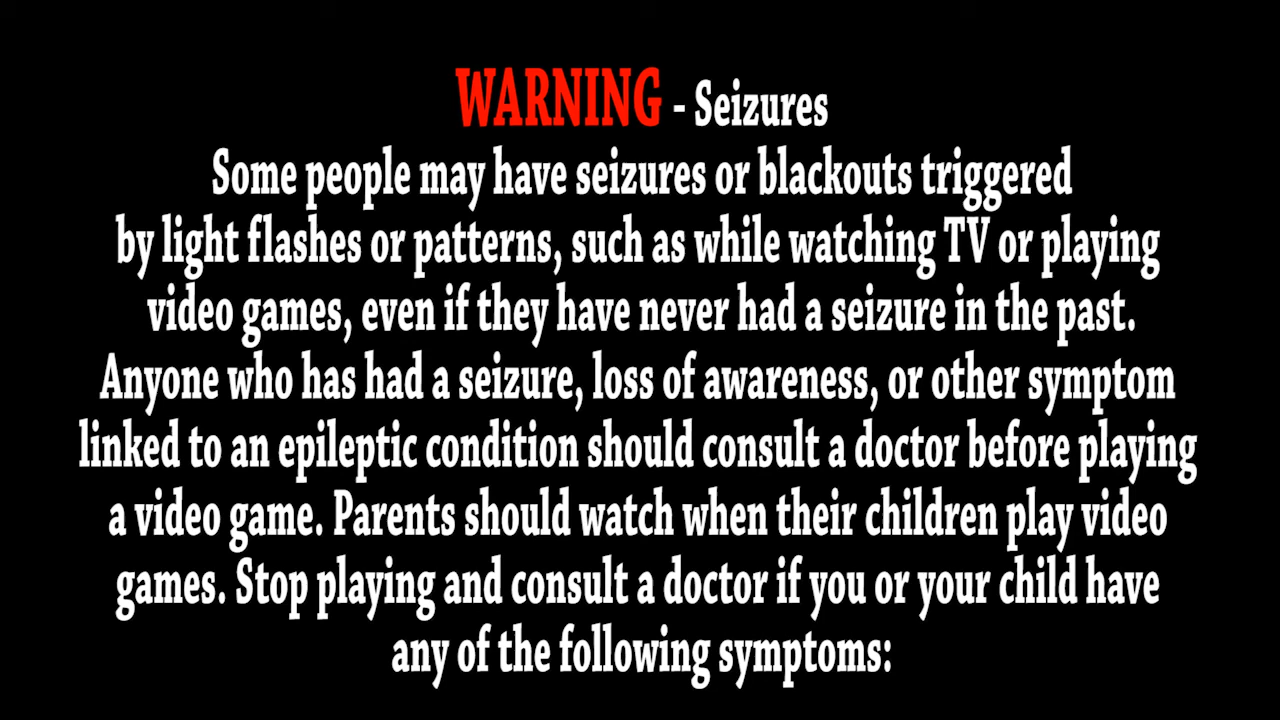 WARNING - Seizures
Some people may have seizures or blackouts triggered
by light flashes or patterns, such as while watching TV or playing
video games, even if they have never had a seizure in the past.
Anyone who has had a seizure, loss of awareness, or other symptom
linked to an epileptic condition should consult a doctor before playing
a video game. Parents should watch when their children play video
games. Stop playing and consult a doctor if you or your child have
any of the following symptoms: